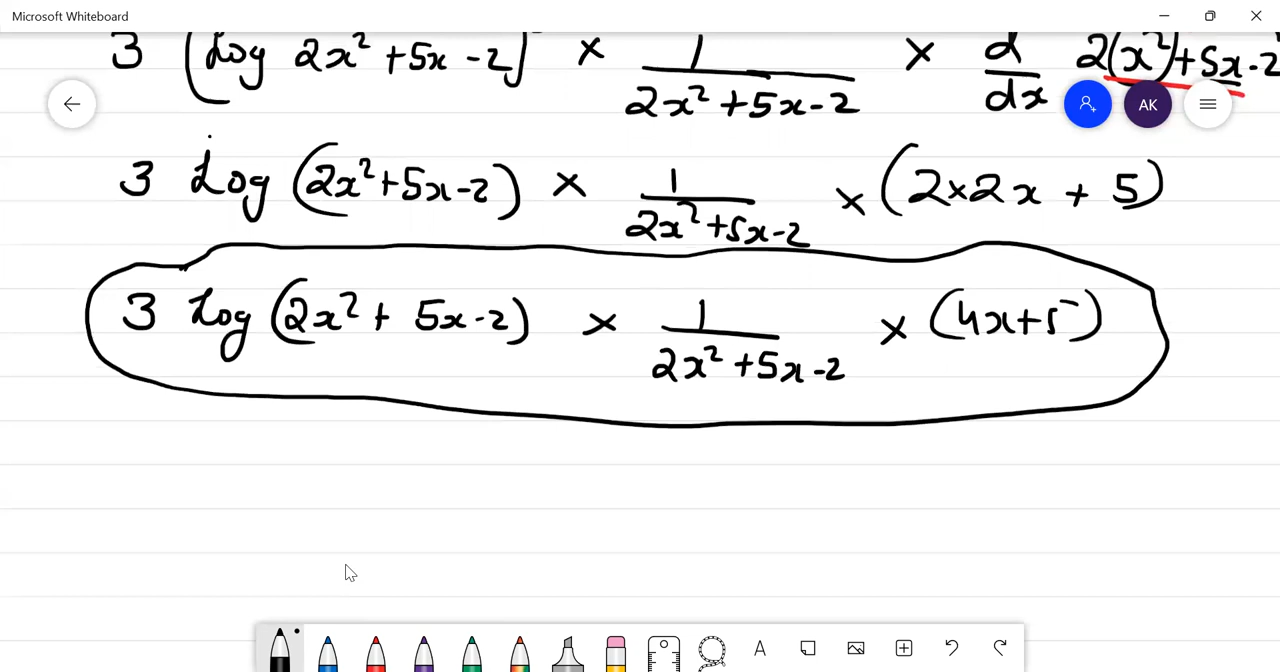 Microsoft Whiteboard
3 (Log 2x² + 5x - 2) × 1/(2x² + 5x - 2) × d/dx 2(x²) + 5x - 2
AK
3 Log (2x² + 5x - 2) × 1/(2x² + 5x - 2) × (2 × 2x + 5)
3 Log (2x² + 5x - 2) × 1/(2x² + 5x - 2) × (4x + 5)
A